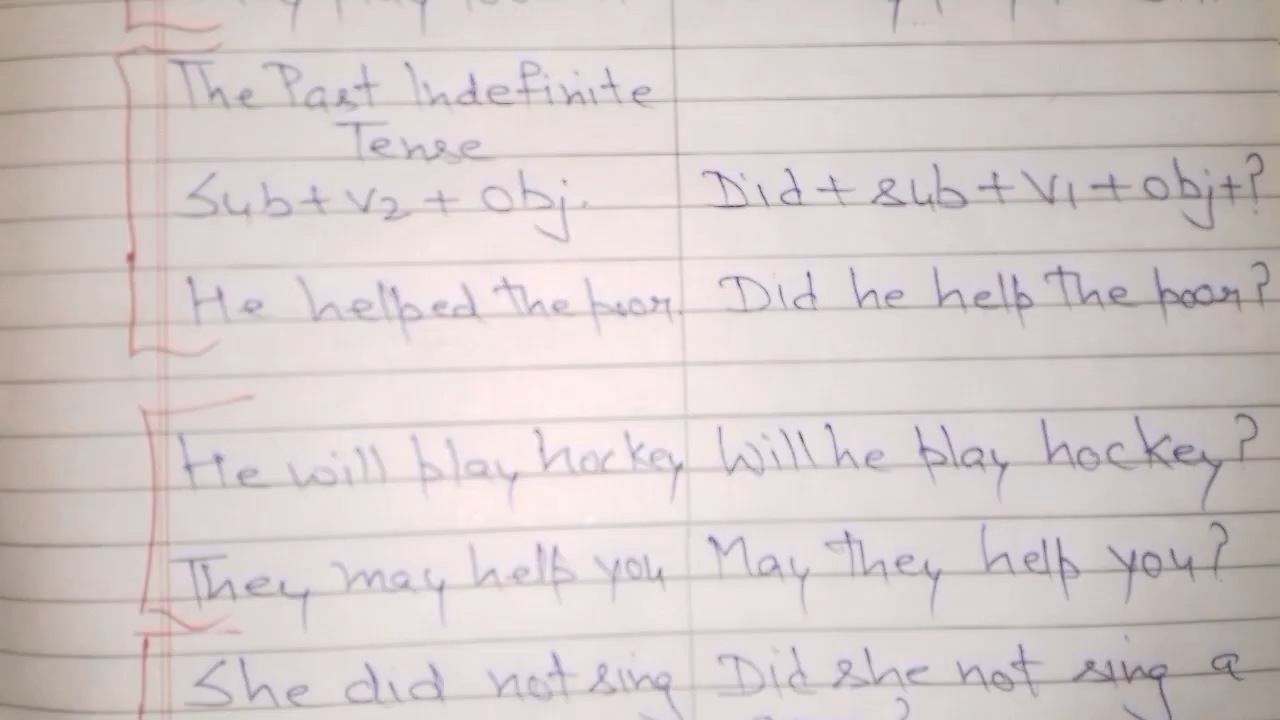 The Past Indefinite
Tense
Sub + V2 + Obj. Did + sub + V1 + Obj + ?
He helped the poor. Did he help the poor?
He will play hockey Will he play hockey?
They may help you May they help you?
She did not sing Did she not sing a